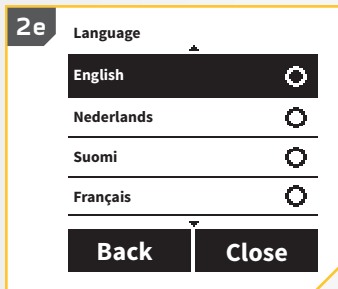 2e
Language
English
Nederlands
Suomi
Français
Back Close